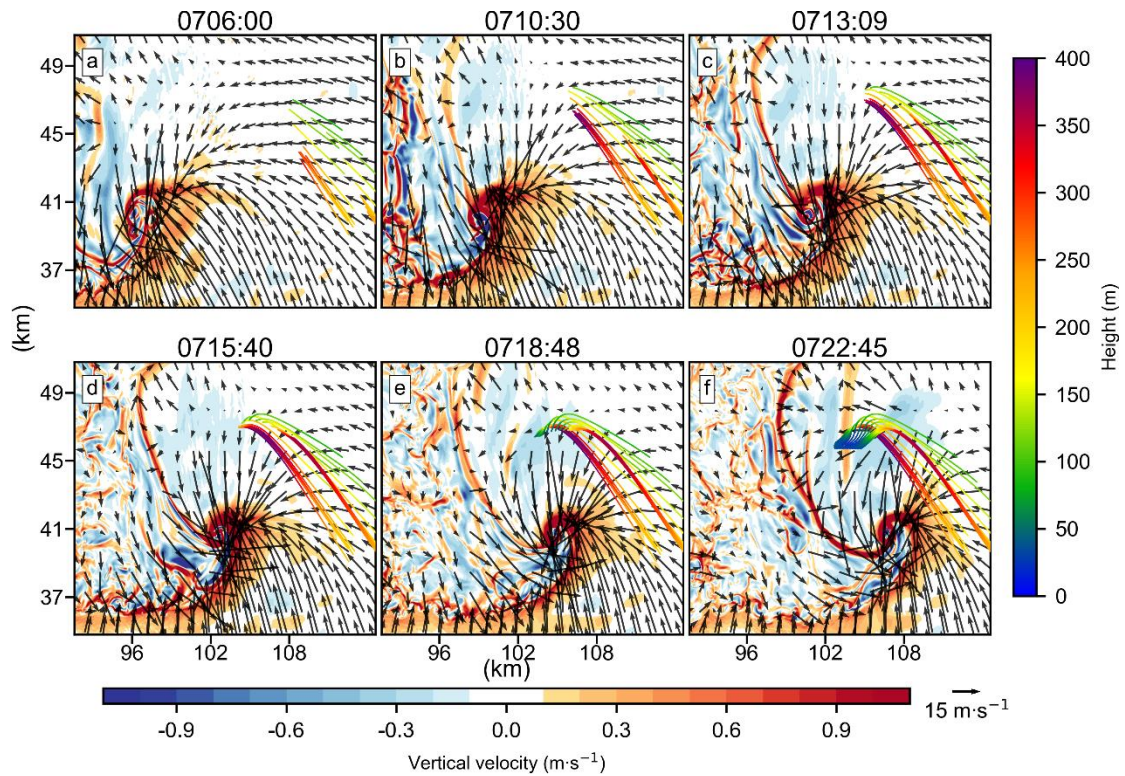 0706:00 0710:30 0713:09
a b c
49
45
41
37
0715:40 0718:48 0722:45
d e f
49
45
41
37
(km)
96 102 108 96 102 108 96 102 108
(km)
400
350
300
250
200
150
100
50
0
Height (m)
-0.9 -0.6 -0.3 0.0 0.3 0.6 0.9
Vertical velocity (m·s⁻¹)
15 m·s⁻¹